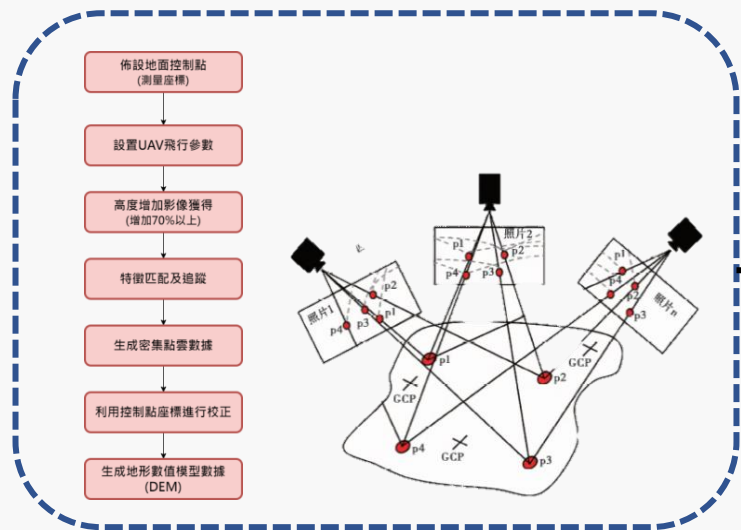 佈設地面控制點
(測量座標)
設置UAV飛行參數
高度增加影像獲得
(增加70%以上)
特徵匹配及追蹤
生成密集點雲數據
利用控制點座標進行校正
生成地形數值模型數據
(DEM)
照片1
p2
p3
p1
p4
照片2
p1
p2
p4
p3
p1
p4
p2
p3
照片n
p1
GCP
p2
GCP
p4
GCP
p3